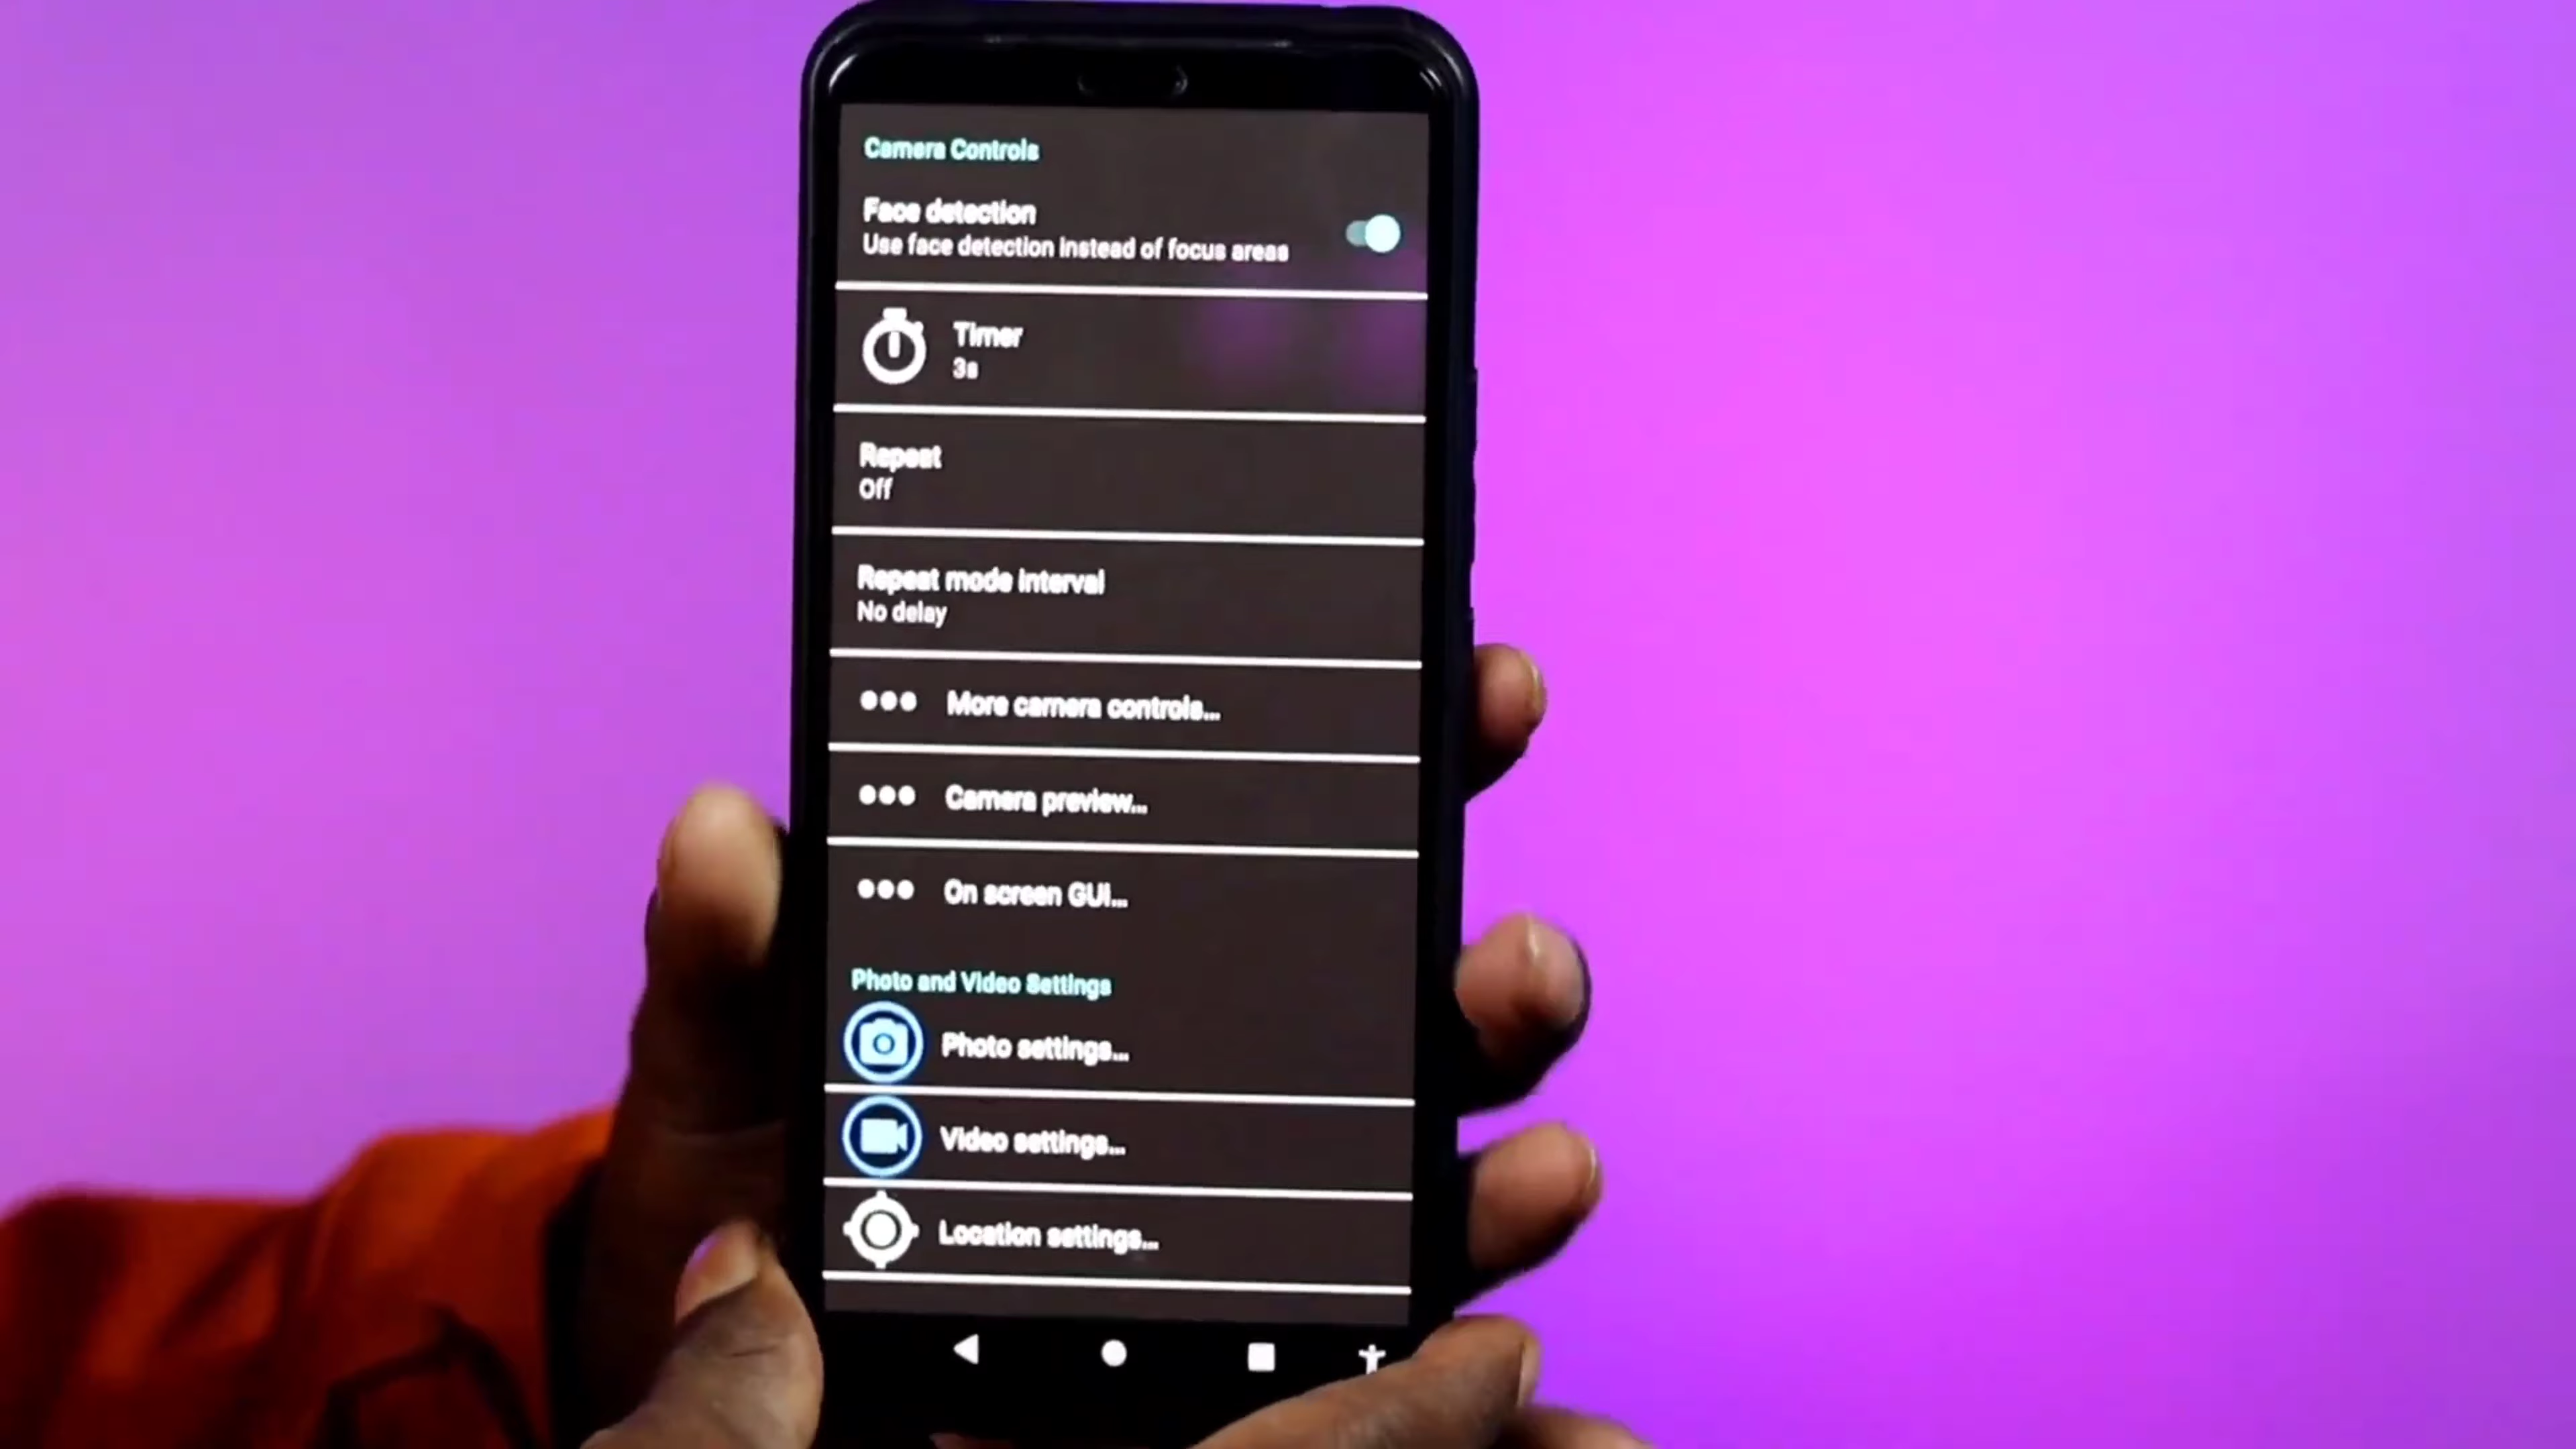 Camera Controls
Face detection
Use face detection instead of focus areas
Timer
3s
Repeat
Off
Repeat mode interval
No delay
More camera controls...
Camera preview...
On screen GUI...
Photo and Video Settings
Photo settings...
Video settings...
Location settings...